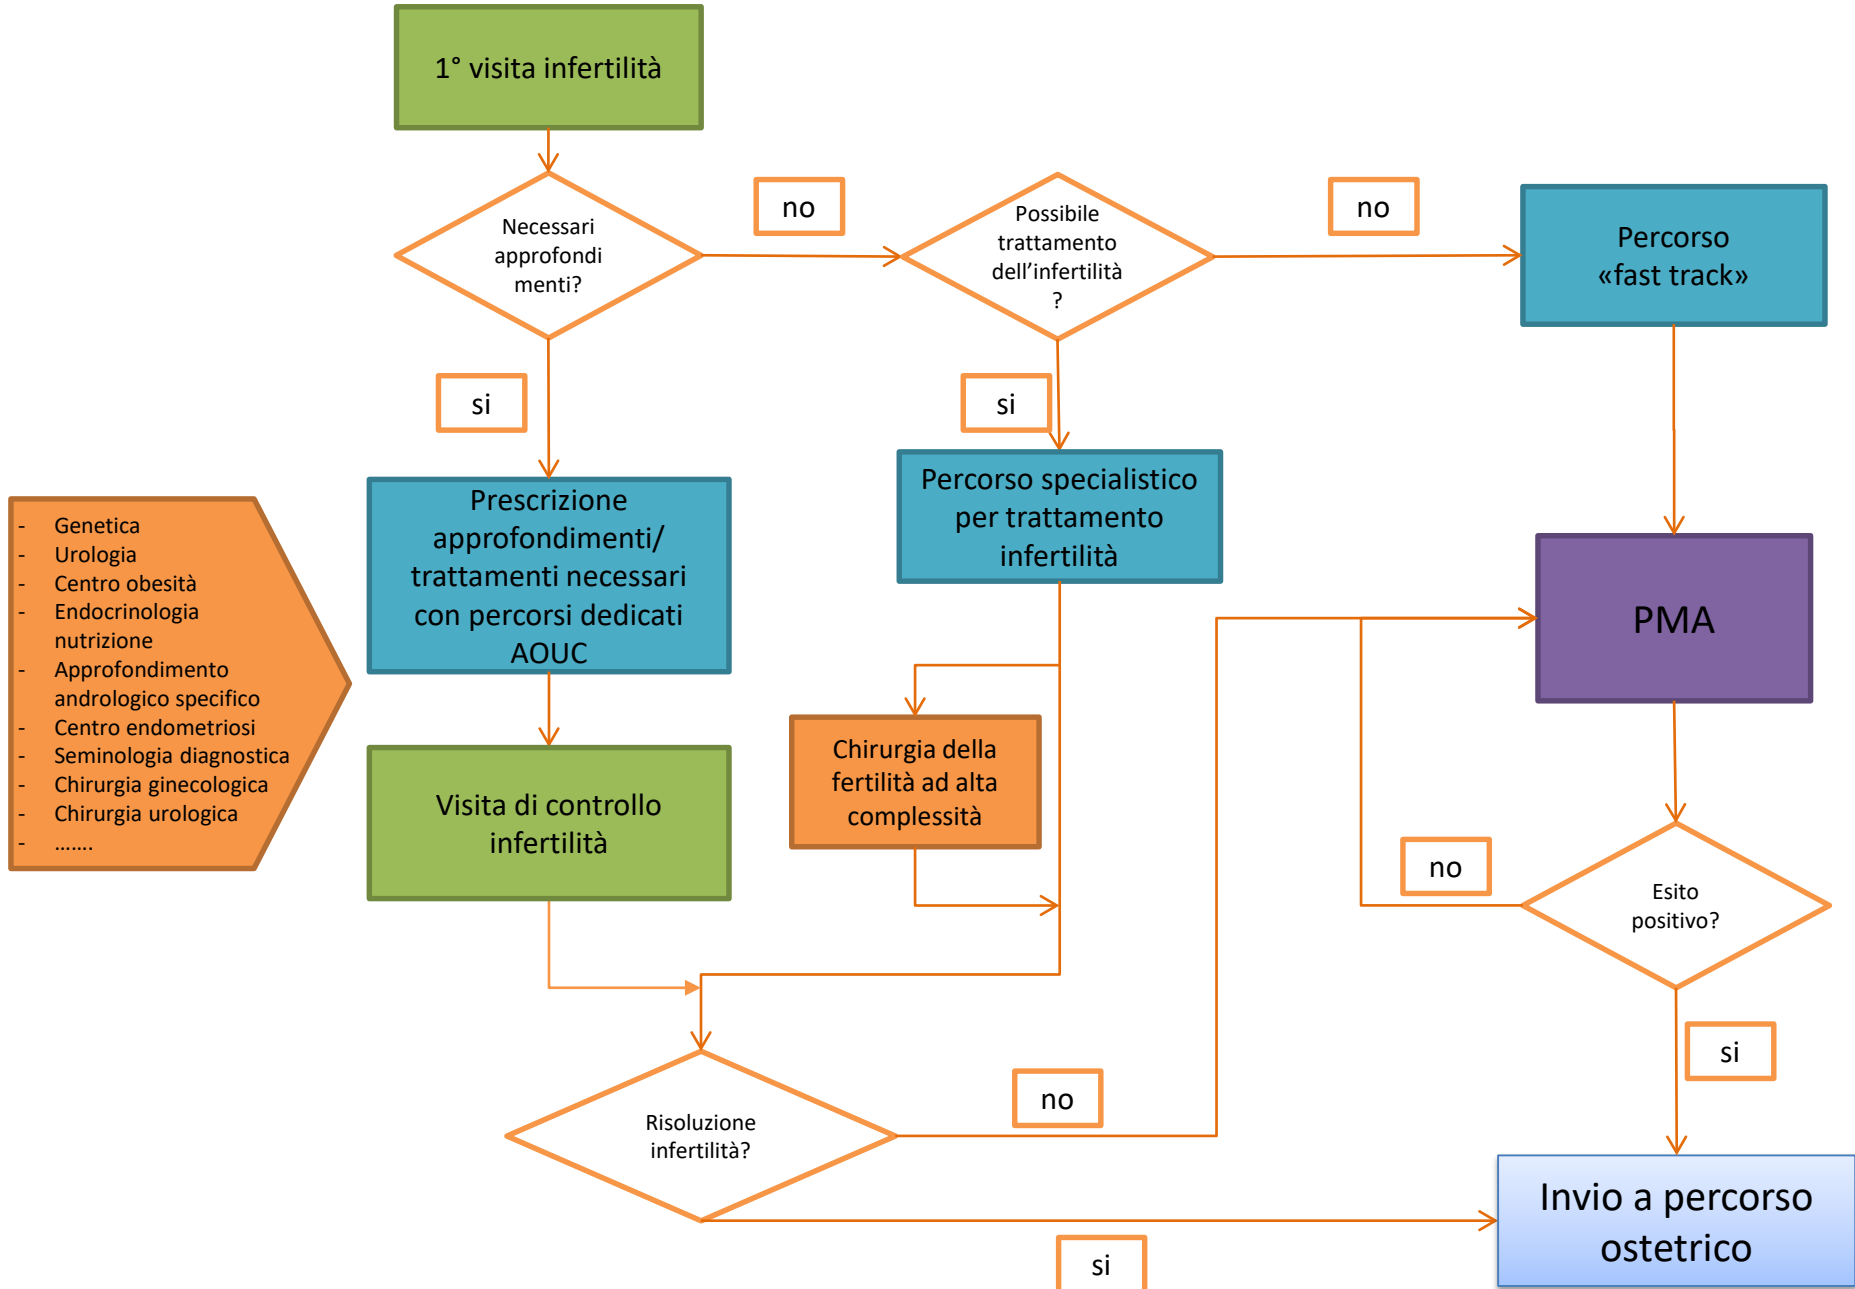 1° visita infertilità
Necessari
approfondi
menti?
no
Possibile
trattamento
dell'infertilità
?
no
Percorso
«fast track»
si
si
Prescrizione
approfondimenti/
trattamenti necessari
con percorsi dedicati
AOUC
Percorso specialistico
per trattamento
infertilità
- Genetica
- Urologia
- Centro obesità
- Endocrinologia
nutrizione
- Approfondimento
andrologico specifico
- Centro endometriosi
- Seminologia diagnostica
- Chirurgia ginecologica
- Chirurgia urologica
- …….
PMA
Visita di controllo
infertilità
Chirurgia della
fertilità ad alta
complessità
no
Esito
positivo?
si
Risoluzione
infertilità?
no
si
Invio a percorso
ostetrico